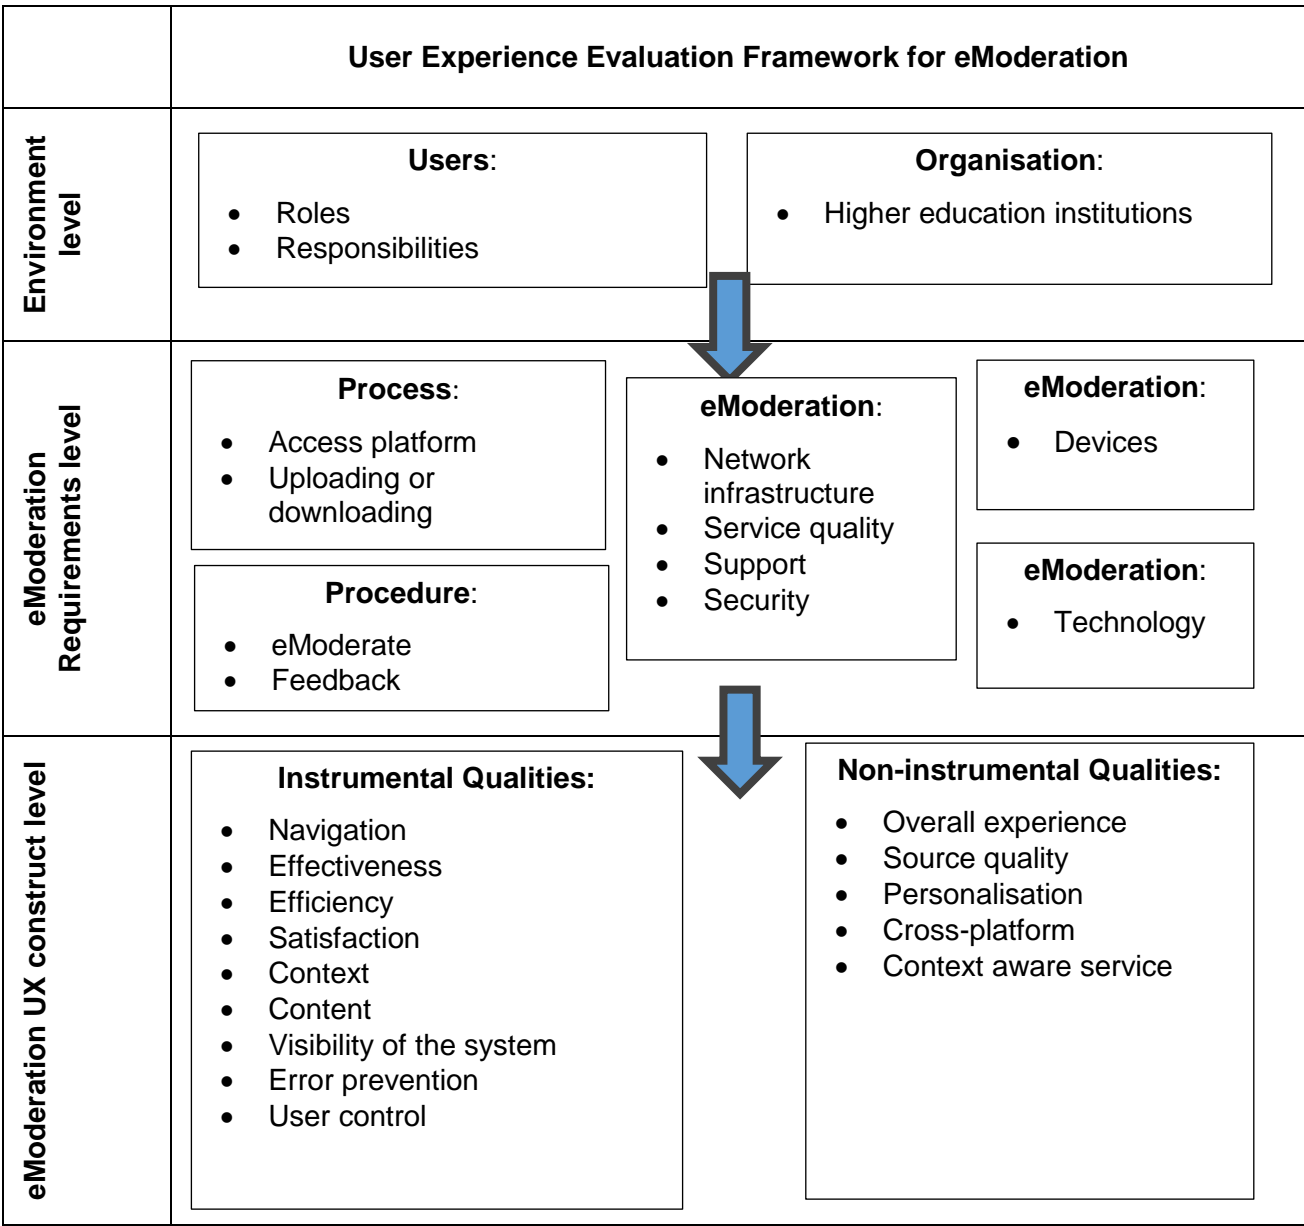 User Experience Evaluation Framework for eModeration
Environment
level
Users:
• Roles
• Responsibilities
Organisation:
• Higher education institutions
eModeration
Requirements level
Process:
• Access platform
• Uploading or
downloading
Procedure:
• eModerate
• Feedback
eModeration:
• Network
infrastructure
• Service quality
• Support
• Security
eModeration:
• Devices
eModeration:
• Technology
eModeration UX construct level
Instrumental Qualities:
• Navigation
• Effectiveness
• Efficiency
• Satisfaction
• Context
• Content
• Visibility of the system
• Error prevention
• User control
Non-instrumental Qualities:
• Overall experience
• Source quality
• Personalisation
• Cross-platform
• Context aware service